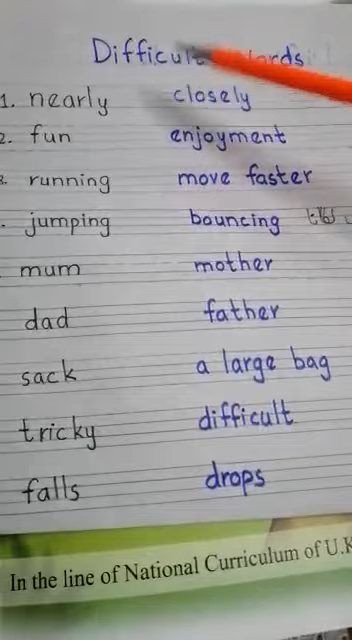 Difficult Words
1. nearly closely
2. fun enjoyment
3. running move faster
. jumping bouncing
mum mother
dad father
sack a large bag
tricky difficult
falls drops
In the line of National Curriculum of U.K